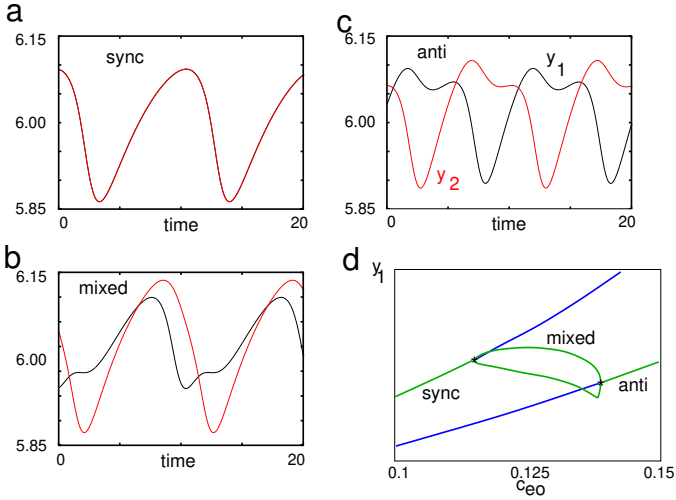 a
6.15
sync
6.00
5.85
0
time
20
b
6.15
mixed
6.00
5.85
0
time
20
c
6.15
anti
y1
6.00
y2
5.85
0
time
20
d
y1
mixed
sync
anti
0.1
0.125
0.15
ceo